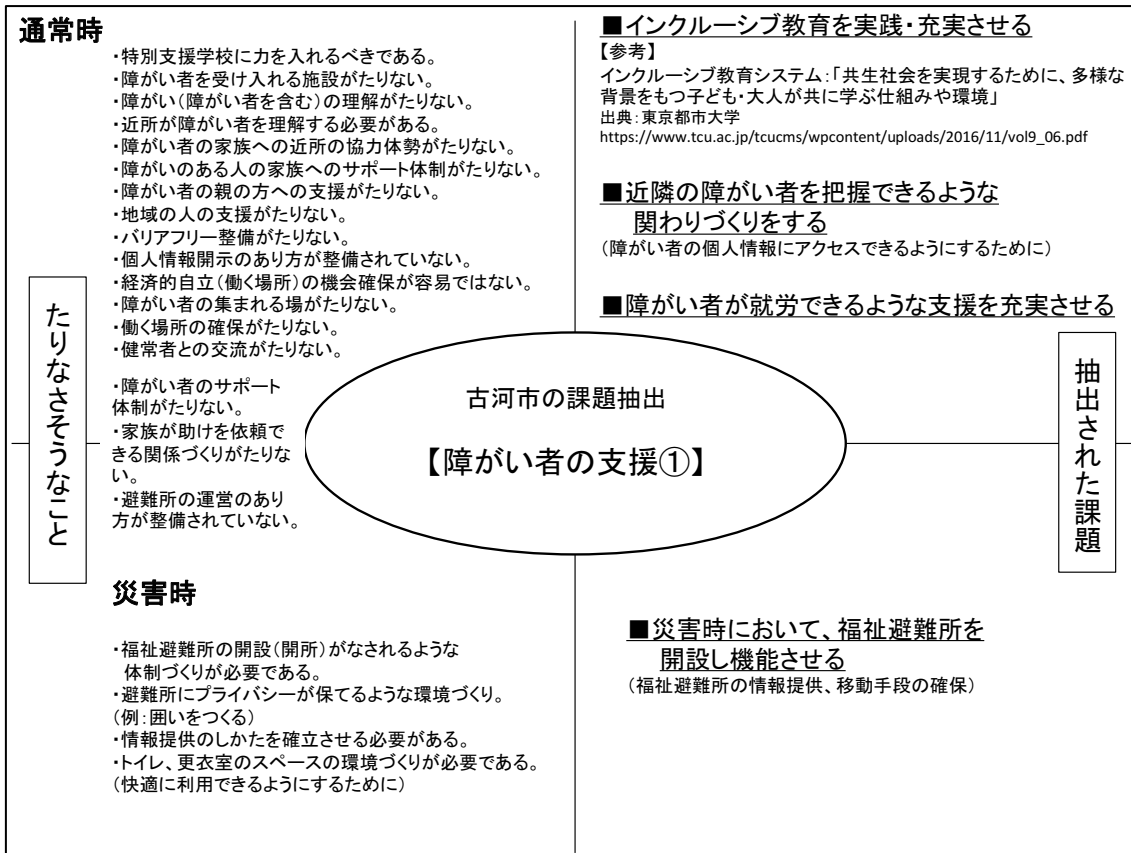 通常時
・特別支援学校に力を入れるべきである。
・障がい者を受け入れる施設がたりない。
・障がい(障がい者を含む)の理解がたりない。
・近所が障がい者を理解する必要がある。
・障がい者の家族への近所の協力体勢がたりない。
・障がいのある人の家族へのサポート体制がたりない。
・障がい者の親の方への支援がたりない。
・地域の人の支援がたりない。
・バリアフリー整備がたりない。
・個人情報開示のあり方が整備されていない。
・経済的自立(働く場所)の機会確保が容易ではない。
・障がい者の集まれる場がたりない。
・働く場所の確保がたりない。
・健常者との交流がたりない。
・障がい者のサポート
体制がたりない。
・家族が助けを依頼で
きる関係づくりがたりな
い。
・避難所の運営のあり
方が整備されていない。
たりなさそうなこと
災害時
・福祉避難所の開設(開所)がなされるような
体制づくりが必要である。
・避難所にプライバシーが保てるような環境づくり。
(例:囲いをつくる)
・情報提供のしかたを確立させる必要がある。
・トイレ、更衣室のスペースの環境づくりが必要である。
(快適に利用できるようにするために)
古河市の課題抽出
【障がい者の支援①】
■インクルーシブ教育を実践・充実させる
【参考】
インクルーシブ教育システム:「共生社会を実現するために、多様な
背景をもつ子ども・大人が共に学ぶ仕組みや環境」
出典:東京都市大学
https://www.tcu.ac.jp/tcucms/wpcontent/uploads/2016/11/vol9_06.pdf
■近隣の障がい者を把握できるような
関わりづくりをする
(障がい者の個人情報にアクセスできるようにするために)
■障がい者が就労できるような支援を充実させる
抽出された課題
■災害時において、福祉避難所を
開設し機能させる
(福祉避難所の情報提供、移動手段の確保)